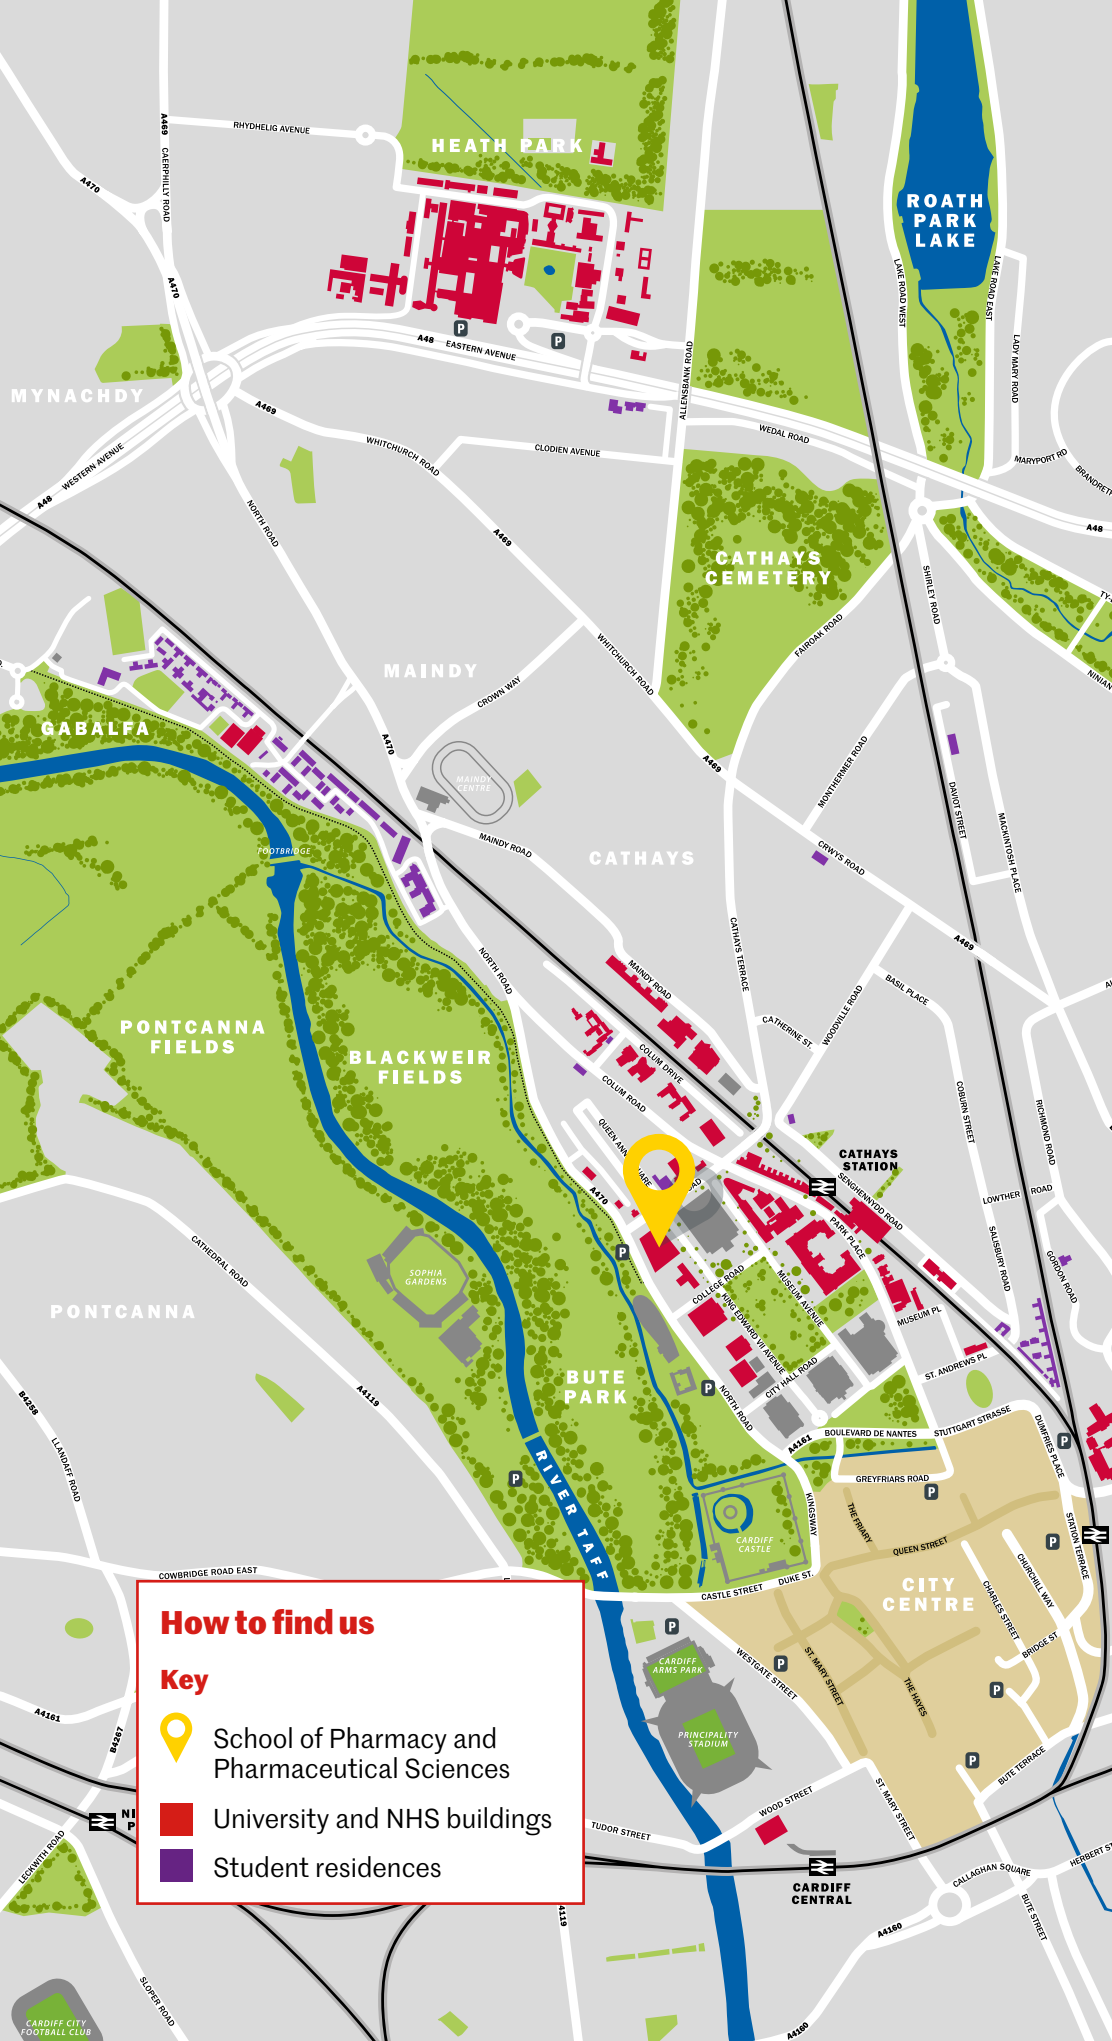 HEATH PARK
RHYDHELIG AVENUE
A469
CAERPHILLY ROAD
A470
A470
ROATH
PARK
LAKE
LAKE ROAD WEST
LAKE ROAD EAST
LADY MARY ROAD
P
P
A48
EASTERN AVENUE
ALLENSBANK ROAD
MYNACHDY
A469
WHITCHURCH ROAD
CLODIEN AVENUE
WEDAL ROAD
MARYPORT RD
WESTERN AVENUE
A48
NORTH ROAD
A469
A48
CATHAYS
CEMETERY
SHIRLEY ROAD
FAIROAK ROAD
WHITCHURCH ROAD
MAINDY
CROWN WAY
NINIAN
GABALFA
A470
A469
MONTHERMER ROAD
MAINDY
CENTRE
DAVIOT STREET
MACKINTOSH PLACE
MAINDY ROAD
CATHAYS
CRWYS ROAD
FOOTBRIDGE
CATHAYS TERRACE
A469
NORTH ROAD
MAINDY ROAD
BASIL PLACE
WOODVILLE ROAD
CATHERINE ST.
PONTCANNA
FIELDS
BLACKWEIR
FIELDS
COLUM DRIVE
COLUM ROAD
COBURN STREET
RICHMOND ROAD
CATHAYS
STATION
SENGHENNYDD ROAD
LOWTHER ROAD
A470
P
PARK PLACE
SALISBURY ROAD
GORDON ROAD
CATHEDRAL ROAD
SOPHIA
GARDENS
COLLEGE ROAD
MUSEUM AVENUE
KING EDWARD VII AVENUE
MUSEUM PL
PONTCANNA
ST. ANDREWS PL
CITY HALL ROAD
BUTE
PARK
P
NORTH ROAD
A4119
B4258
LLANDAFF ROAD
A4161
BOULEVARD DE NANTES
STUTTGART STRASSE
DUMFRIES PLACE
P
GREYFRIARS ROAD
P
P
RIVER TAFF
KINGSWAY
THE FRIARY
QUEEN STREET
STATION TERRACE
P
CARDIFF
CASTLE
CITY
CENTRE
CHURCHILL WAY
CHARLES STREET
DUKE ST.
CASTLE STREET
COWBRIDGE ROAD EAST
P
WESTGATE STREET
P
ST. MARY STREET
THE HAYES
BRIDGE ST
P
CARDIFF
ARMS PARK
PRINCIPALITY
STADIUM
P
BUTE TERRACE
How to find us
Key
School of Pharmacy and
Pharmaceutical Sciences
University and NHS buildings
Student residences
A4161
B4267
LECKWITH ROAD
WOOD STREET
TUDOR STREET
ST. MARY STREET
CARDIFF
CENTRAL
CALLAGHAN SQUARE
HERBERT ST
BUTE STREET
A4160
SLOPER ROAD
A4160
CARDIFF CITY
FOOTBALL CLUB